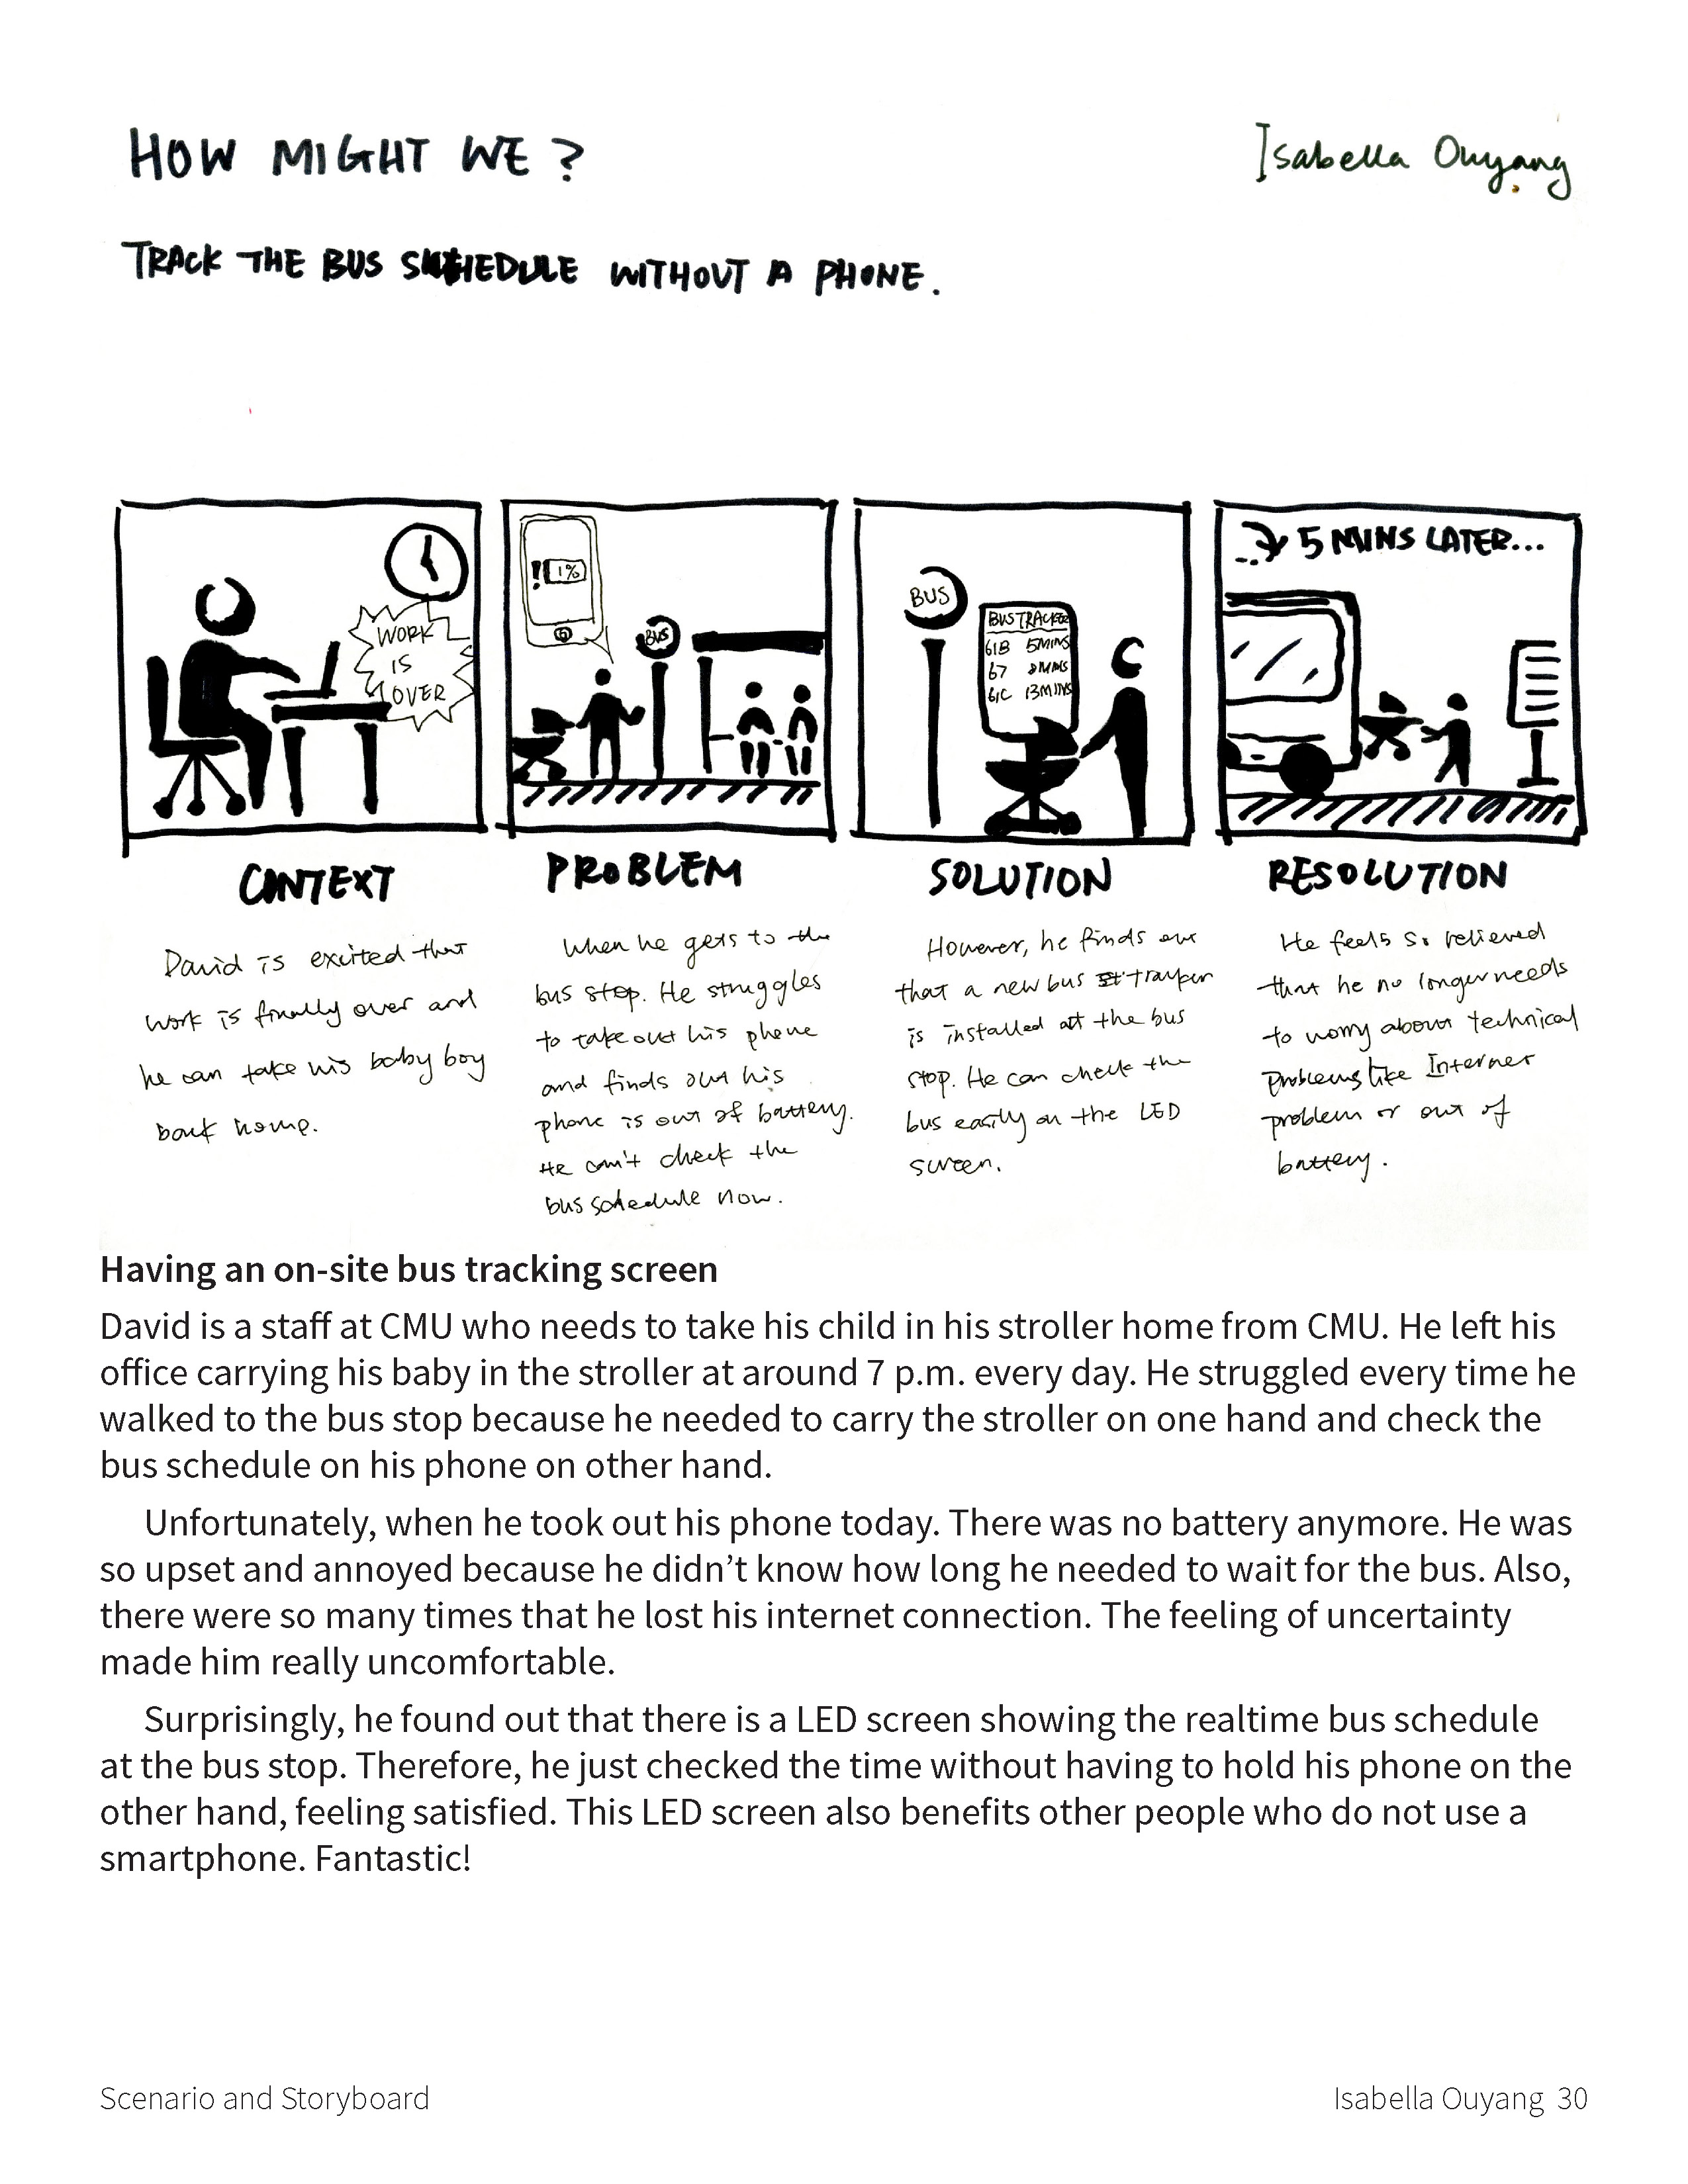 HOW MIGHT WE?
Isabella Ouyang
TRACK THE BUS SCHEDULE WITHOUT A PHONE.
WORK
IS
OVER
CONTEXT
David is excited that
work is finally over and
he can take his baby boy
back home.
! 1%
BUS
PROBLEM
When he gets to the
bus stop. He struggles
to take out his phone
and finds out his
phone is out of battery.
He can't check the
bus schedule now.
BUS
BUS TRACKER
61B 5MINS
67 8MINS
61C 13MINS
SOLUTION
However, he finds out
that a new bus
is installed at the bus
stop. He can check the
bus easily on the LED
screen.
5 MINS LATER...
RESOLUTION
He feels so relieved
that he no longer needs
to worry about technical
problems like Internet
problem or out of
battery.
Having an on-site bus tracking screen
David is a staff at CMU who needs to take his child in his stroller home from CMU. He left his
office carrying his baby in the stroller at around 7 p.m. every day. He struggled every time he
walked to the bus stop because he needed to carry the stroller on one hand and check the
bus schedule on his phone on other hand.
Unfortunately, when he took out his phone today. There was no battery anymore. He was
so upset and annoyed because he didn't know how long he needed to wait for the bus. Also,
there were so many times that he lost his internet connection. The feeling of uncertainty
made him really uncomfortable.
Surprisingly, he found out that there is a LED screen showing the realtime bus schedule
at the bus stop. Therefore, he just checked the time without having to hold his phone on the
other hand, feeling satisfied. This LED screen also benefits other people who do not use a
smartphone. Fantastic!
Scenario and Storyboard
Isabella Ouyang 30